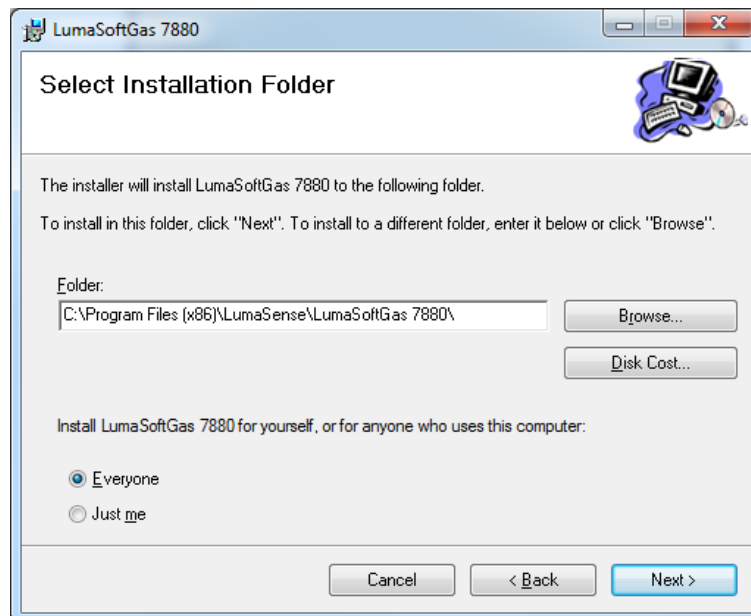 LumaSoftGas 7880
Select Installation Folder
The installer will install LumaSoftGas 7880 to the following folder.
To install in this folder, click "Next". To install to a different folder, enter it below or click "Browse".
Folder:
C:\Program Files (x86)\LumaSense\LumaSoftGas 7880\
Browse...
Disk Cost...
Install LumaSoftGas 7880 for yourself, or for anyone who uses this computer:
Everyone
Just me
Cancel
< Back
Next >